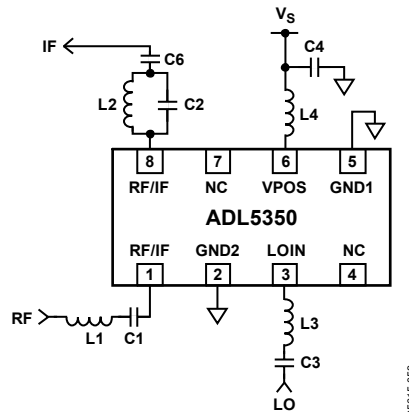 VS
IF
C6
C4
L2
C2
L4
8 7 6 5
RF/IF NC VPOS GND1
ADL5350
RF/IF GND2 LOIN NC
1 2 3 4
RF
L1
C1
L3
C3
LO